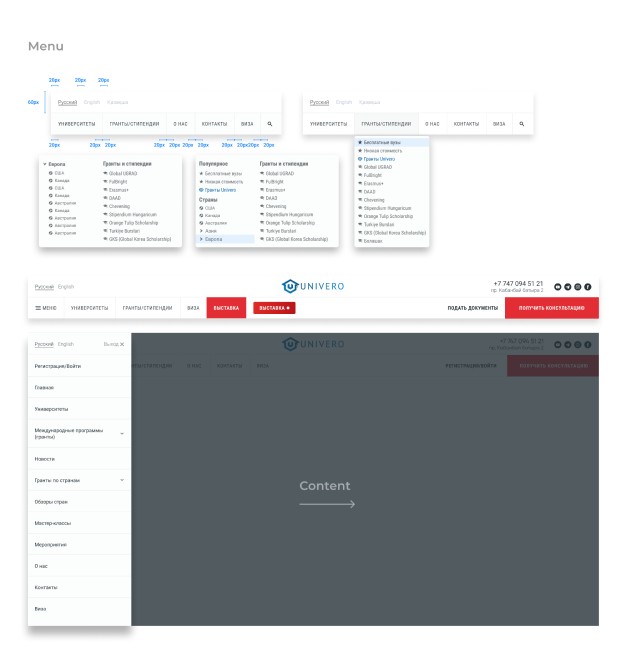 Menu
20px 20px 20px
60px
Русский English Казакша
УНИВЕРСИТЕТЫ ГРАНТЫ/СТИПЕНДИИ О НАС КОНТАКТЫ ВИЗА
20px 20px 20px 20px 20px 20px 20px 20px 20px 20px
Европа
США
Канада
США
Канада
Австралия
Канада
Австралия
Австралия
Австралия
Гранты и стипендии
Global UGRAD
Fulbright
Erasmus+
DAAD
Chevening
Stipendium Hungaricum
Orange Tulip Scholarship
Turkiye Burslari
GKS (Global Korea Scholarship)
Популярное
Бесплатные вузы
Низкая стоимость
Гранты Univero
Страны
США
Канада
Австралия
Азия
Европа
Гранты и стипендии
Global UGRAD
Fulbright
Erasmus+
DAAD
Chevening
Stipendium Hungaricum
Orange Tulip Scholarship
Turkiye Burslari
GKS (Global Korea Scholarship)
Русский English Казакша
УНИВЕРСИТЕТЫ ГРАНТЫ/СТИПЕНДИИ О НАС КОНТАКТЫ ВИЗА
Бесплатные вузы
Низкая стоимость
Гранты Univero
Global UGRAD
Fulbright
Erasmus+
DAAD
Chevening
Stipendium Hungaricum
Orange Tulip Scholarship
Turkiye Burslari
GKS (Global Korea Scholarship)
Болашак
Русский English
UNIVERO
+7 747 094 51 21
пр. Кабанбай батыра 2
МЕНЮ УНИВЕРСИТЕТЫ ГРАНТЫ/СТИПЕНДИИ ВИЗА ВЫСТАВКА ВЫСТАВКА ПОДАТЬ ДОКУМЕНТЫ ПОЛУЧИТЬ КОНСУЛЬТАЦИЮ
Русский English Выход
UNIVERO
+7 747 094 51 21
О НАС КОНТАКТЫ ВИЗА РЕГИСТРАЦИЯ/ВОЙТИ ПОЛУЧИТЬ КОНСУЛЬТАЦИЮ
Регистрация/Войти
Главная
Университеты
Международные программы
(гранты)
Новости
Гранты по странам
Обзоры стран
Мастер-классы
Мероприятия
О нас
Контакты
Виза
Content